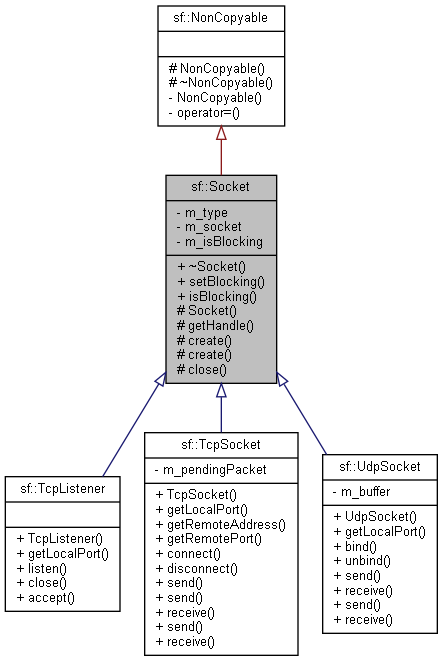 sf::NonCopyable
# NonCopyable()
# ~NonCopyable()
- NonCopyable()
- operator=()
sf::Socket
- m_type
- m_socket
- m_isBlocking
+ ~Socket()
+ setBlocking()
+ isBlocking()
# Socket()
# getHandle()
# create()
# create()
# close()
sf::TcpListener
+ TcpListener()
+ getLocalPort()
+ listen()
+ close()
+ accept()
sf::TcpSocket
- m_pendingPacket
+ TcpSocket()
+ getLocalPort()
+ getRemoteAddress()
+ getRemotePort()
+ connect()
+ disconnect()
+ send()
+ send()
+ receive()
+ send()
+ receive()
sf::UdpSocket
- m_buffer
+ UdpSocket()
+ getLocalPort()
+ bind()
+ unbind()
+ send()
+ receive()
+ send()
+ receive()